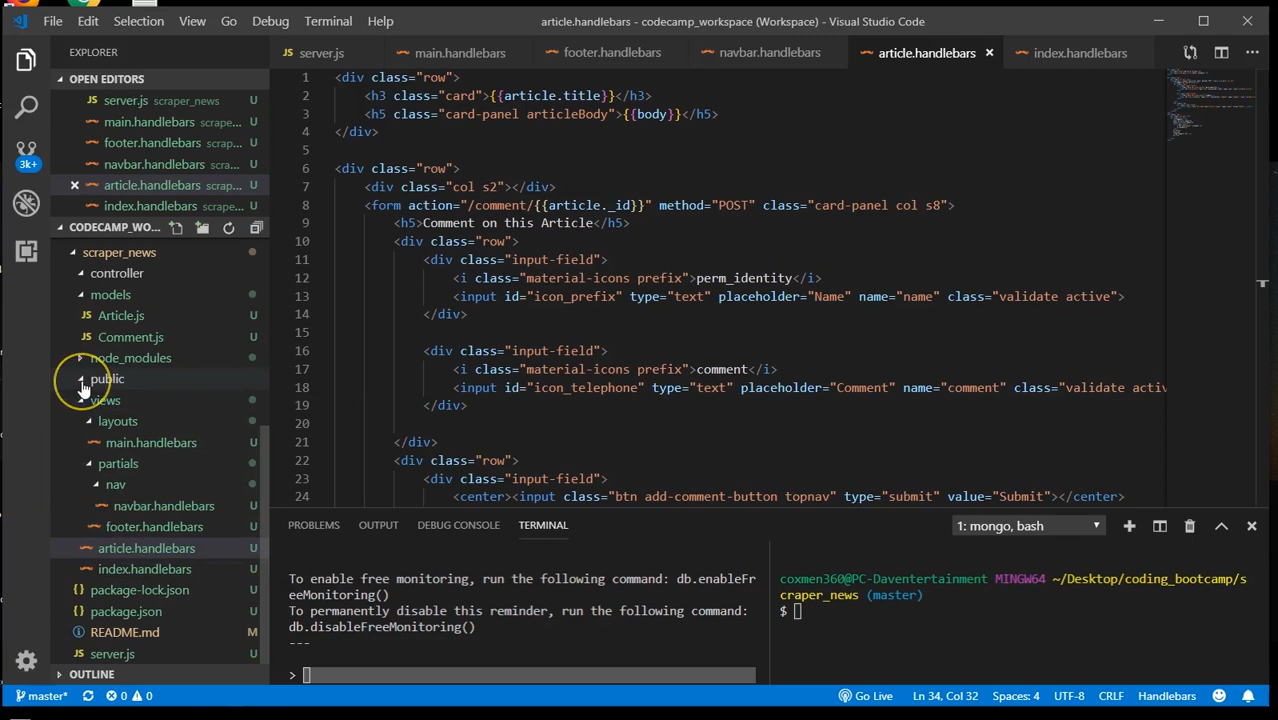 File Edit Selection View Go Debug Terminal Help article.handlebars - codecamp_workspace (Workspace) - Visual Studio Code
EXPLORER
server.js main.handlebars footer.handlebars navbar.handlebars article.handlebars index.handlebars
OPEN EDITORS
server.js scraper_news U
main.handlebars scrape... U
footer.handlebars scrap... U
navbar.handlebars scra... U
article.handlebars scrap... U
index.handlebars scrape... U
3k+
CODECAMP_WO...
scraper_news
controller
models
Article.js U
Comment.js U
node_modules
public
views
layouts
main.handlebars U
partials
nav
navbar.handlebars U
footer.handlebars U
article.handlebars U
index.handlebars U
package-lock.json U
package.json U
README.md M
server.js U
OUTLINE
1 <div class="row">
2 <h3 class="card">{{article.title}}</h3>
3 <h5 class="card-panel articleBody">{{body}}</h5>
4 </div>
5
6 <div class="row">
7 <div class="col s2"></div>
8 <form action="/comment/{{article._id}}" method="POST" class="card-panel col s8">
9 <h5>Comment on this Article</h5>
10 <div class="row">
11 <div class="input-field">
12 <i class="material-icons prefix">perm_identity</i>
13 <input id="icon_prefix" type="text" placeholder="Name" name="name" class="validate active">
14 </div>
15
16 <div class="input-field">
17 <i class="material-icons prefix">comment</i>
18 <input id="icon_telephone" type="text" placeholder="Comment" name="comment" class="validate activ
19 </div>
20
21 </div>
22 <div class="row">
23 <div class="input-field">
24 <center><input class="btn add-comment-button topnav" type="submit" value="Submit"></center>
PROBLEMS OUTPUT DEBUG CONSOLE TERMINAL 1: mongo, bash
To enable free monitoring, run the following command: db.enableFr
eeMonitoring()
To permanently disable this reminder, run the following command:
db.disableFreeMonitoring()
---
>
coxmen360@PC-Daventertainment MINGW64 ~/Desktop/coding_bootcamp/s
craper_news (master)
$
master* 0 0 Go Live Ln 34, Col 32 Spaces: 4 UTF-8 CRLF Handlebars